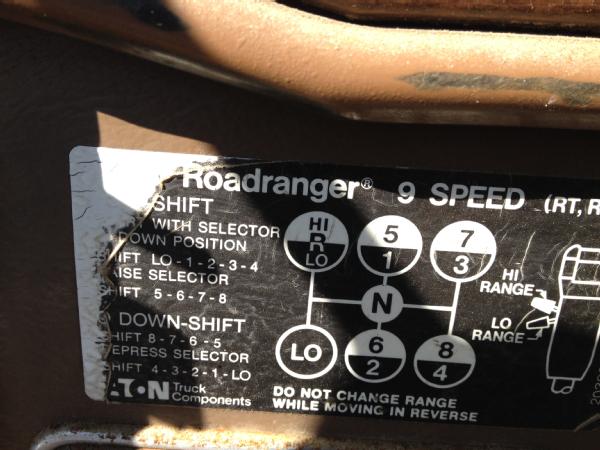 Roadranger® 9 SPEED (RT, R
SHIFT
WITH SELECTOR
DOWN POSITION
IFT LO-1-2-3-4
AISE SELECTOR
HIFT 5-6-7-8
DOWN-SHIFT
HIFT 8-7-6-5
EPRESS SELECTOR
HIFT 4-3-2-1-LO
ATON Truck
Components
HI
R
LO
5
1
7
3
N
LO
6
2
8
4
HI
RANGE
LO
RANGE
DO NOT CHANGE RANGE
WHILE MOVING IN REVERSE